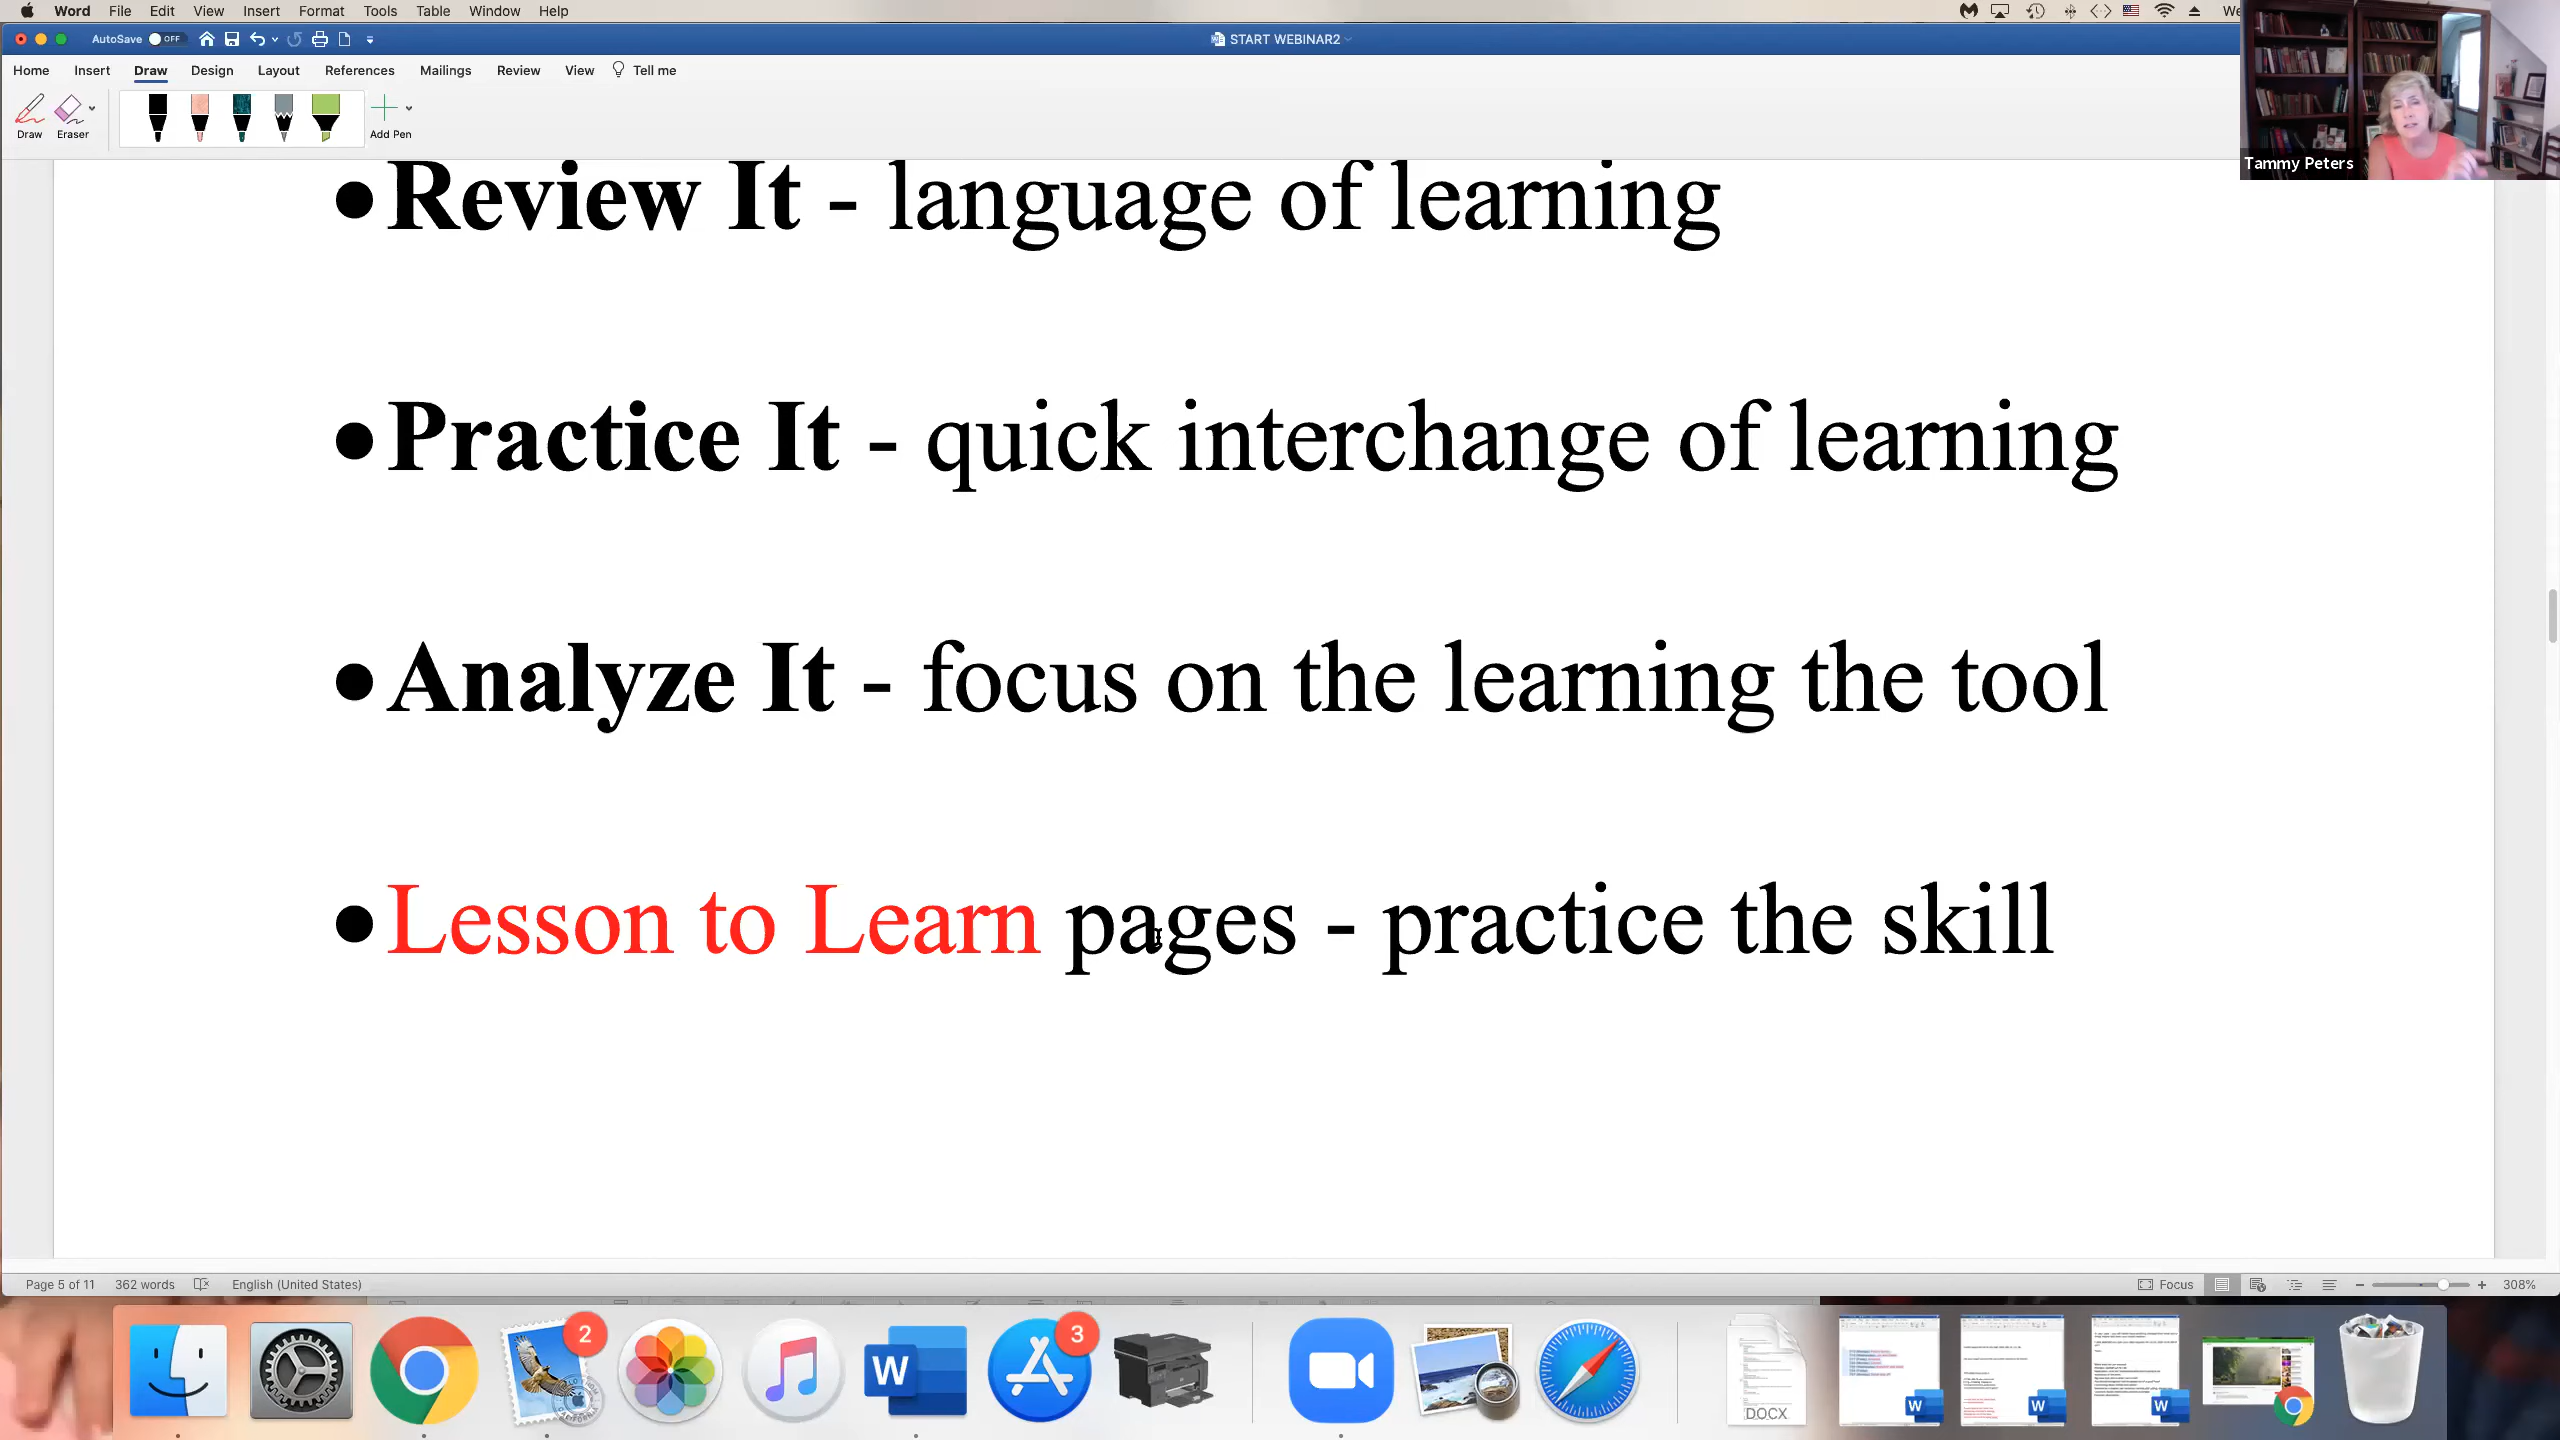 Word File Edit View Insert Format Tools Table Window Help We
AutoSave OFF START WEBINAR2
Home Insert Draw Design Layout References Mailings Review View Tell me
Draw Eraser Add Pen
Tammy Peters
•Review It - language of learning
•Practice It - quick interchange of learning
•Analyze It - focus on the learning the tool
•Lesson to Learn pages - practice the skill
Page 5 of 11 362 words English (United States) Focus 308%
2 3
W DOCX W W W